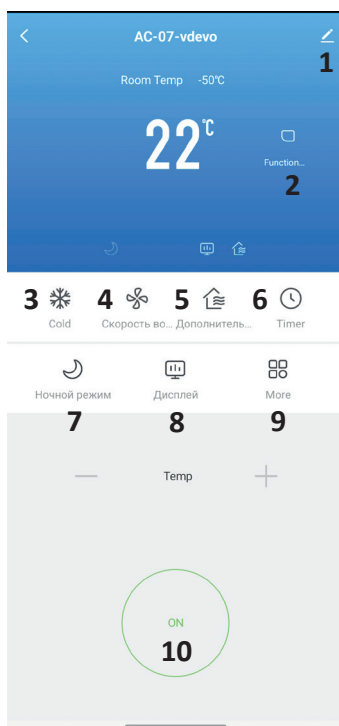 AC-07-vdevo
1
Room Temp -50℃
22℃
Function...
2
3 4 5 6
Cold Скорость во... Дополнитель... Timer
Ночной режим Дисплей More
7 8 9
Temp
ON
10